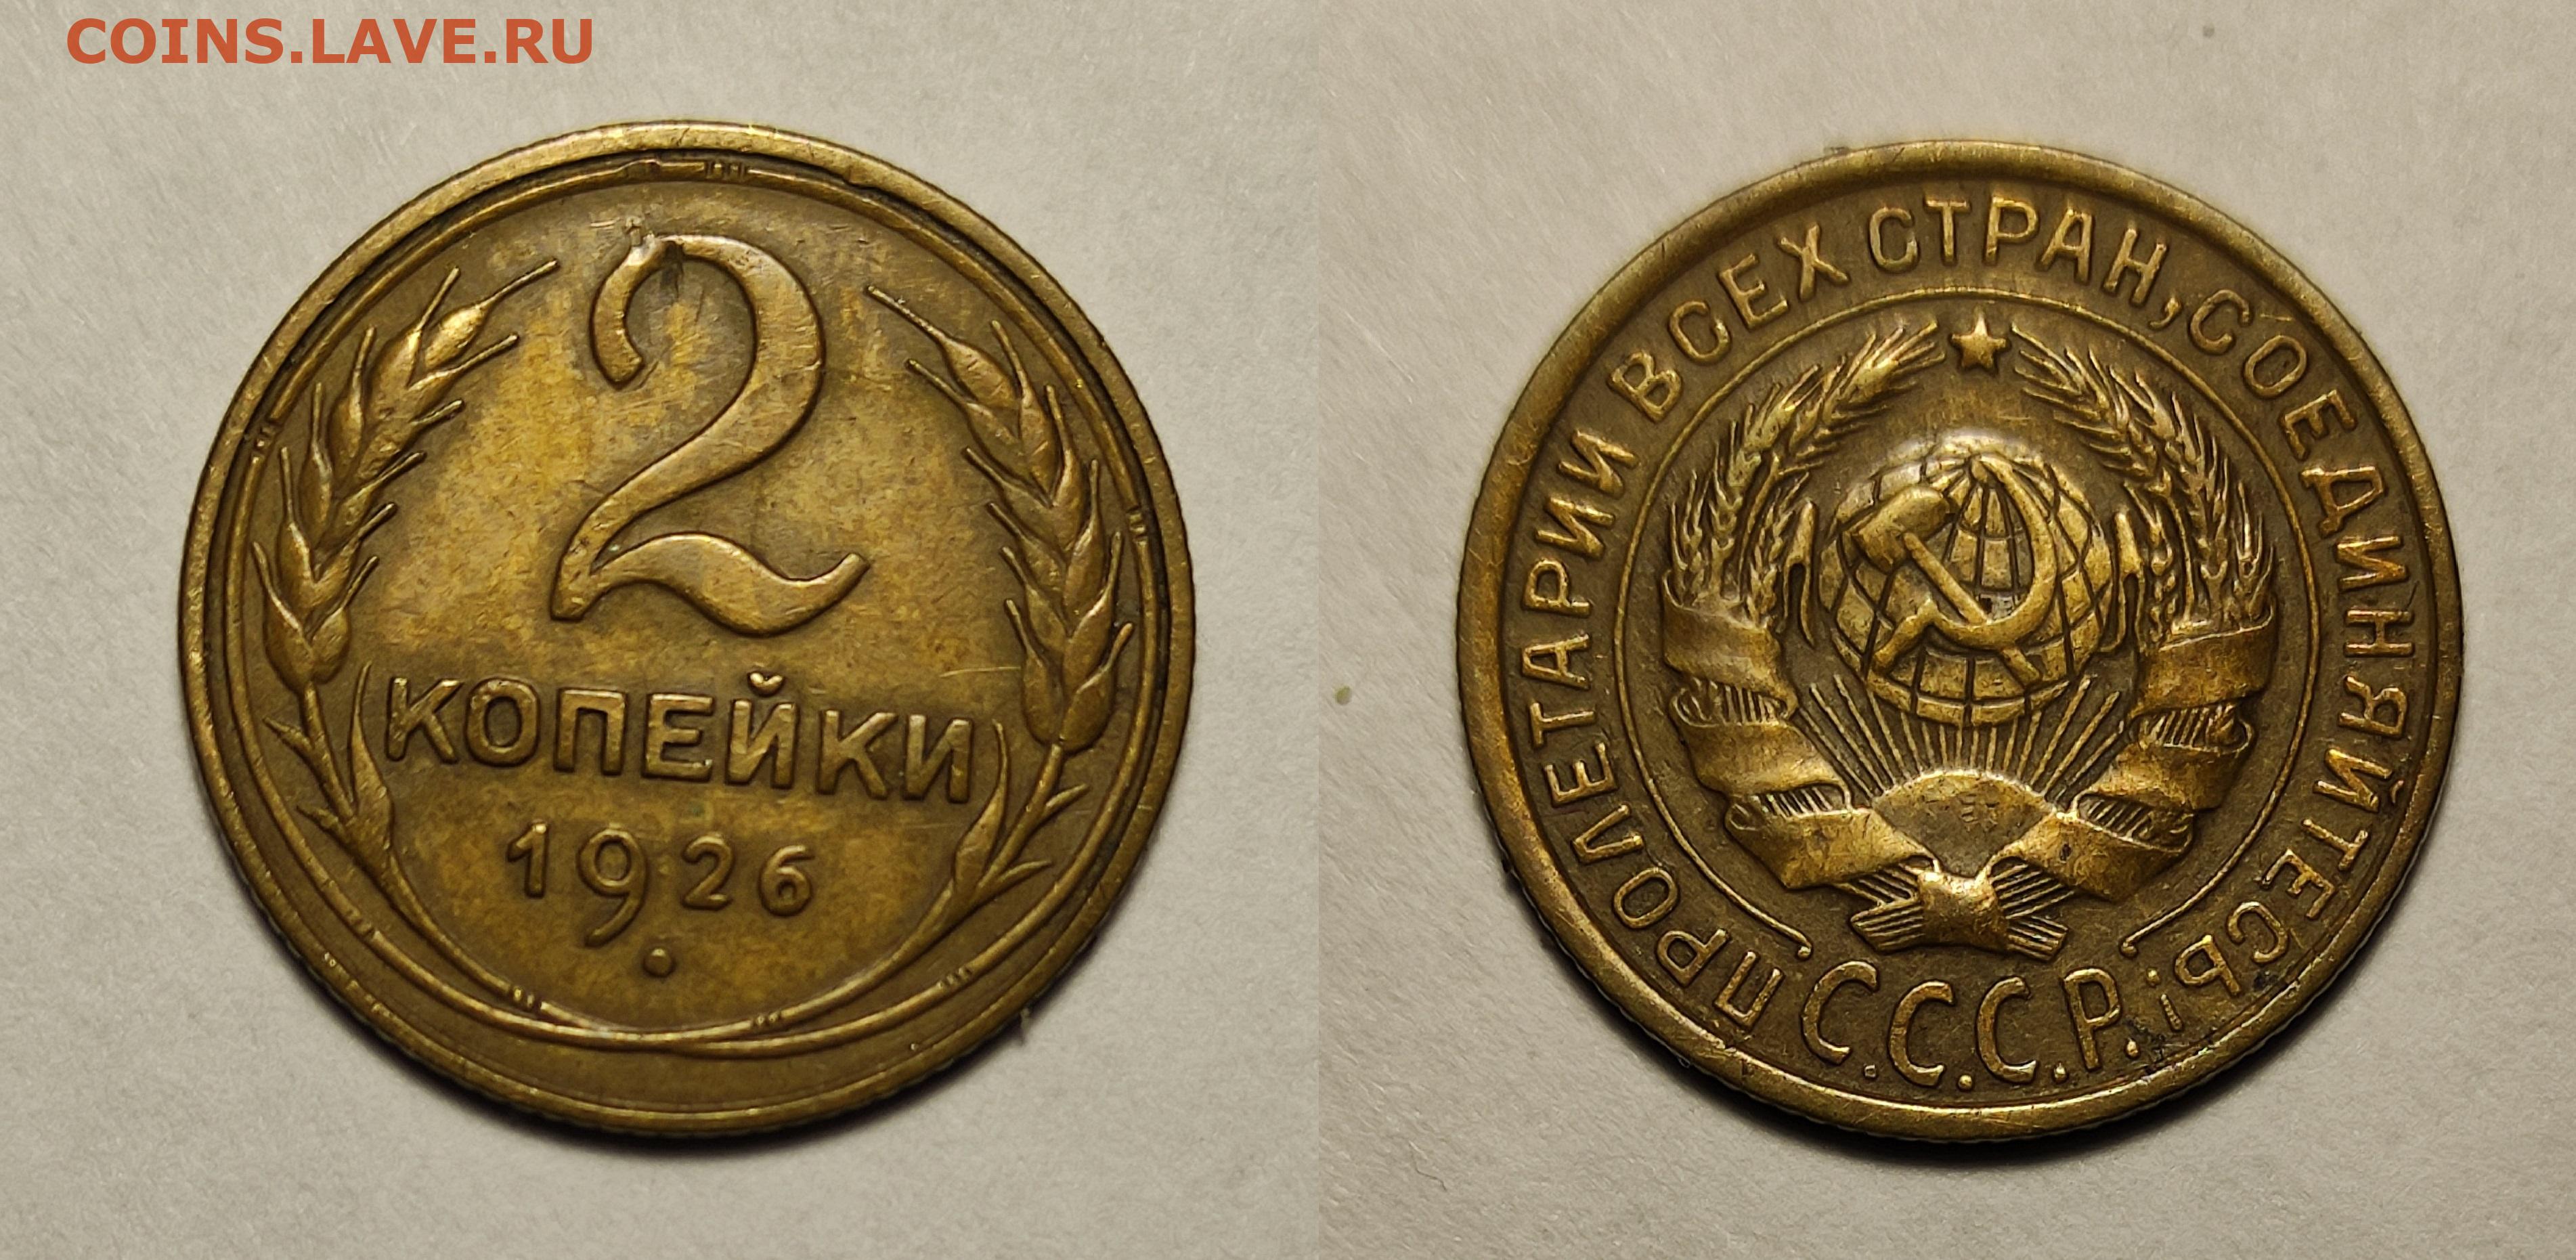 COINS.LAVE.RU
2
КОПЕЙКИ
1926
ПРОЛЕТАРИИ ВСЕХ СТРАН, СОЕДИНЯЙТЕСЬ!
С.С.С.Р.